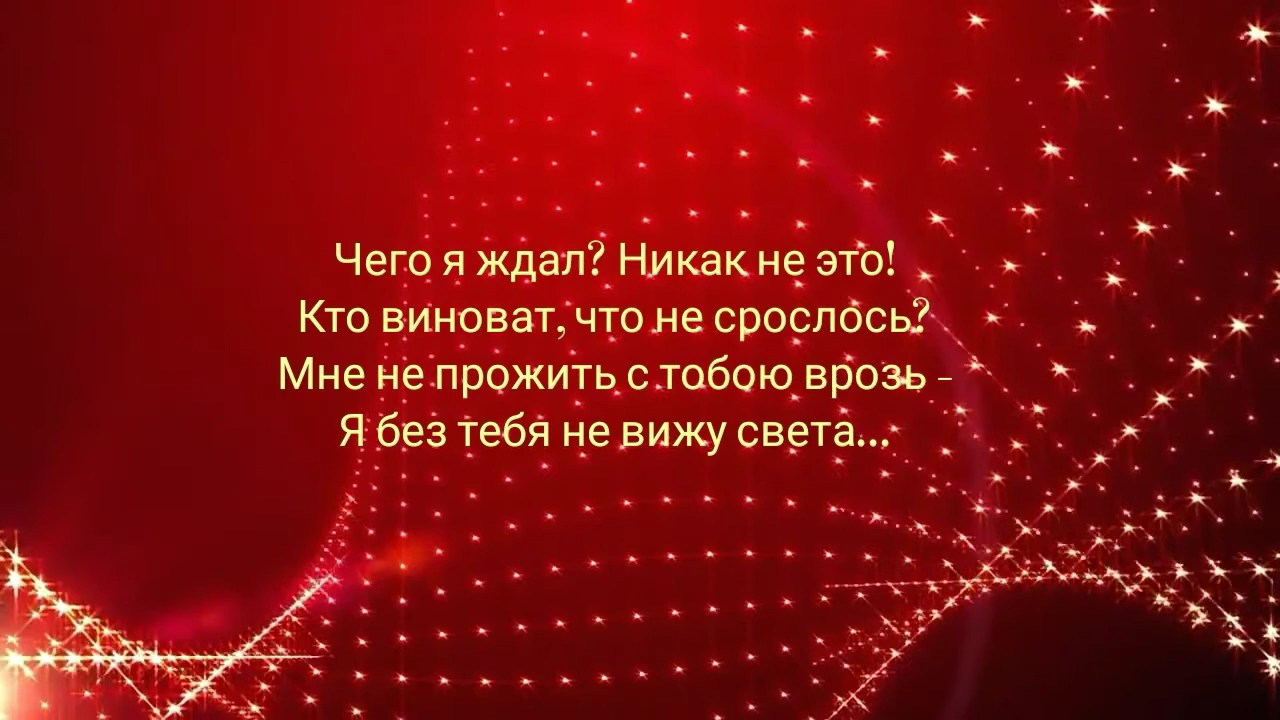 Чего я ждал? Никак не это!
Кто виноват, что не срослось?
Мне не прожить с тобою врозь -
Я без тебя не вижу света...